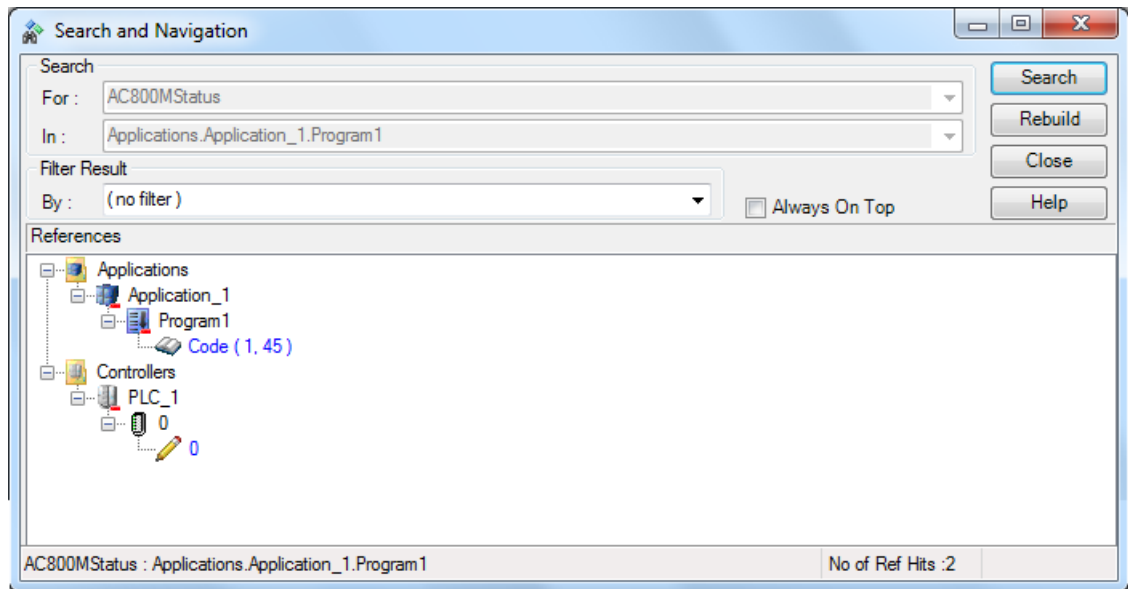 Search and Navigation
Search
For : AC800MStatus
In : Applications.Application_1.Program1
Filter Result
By : ( no filter )
Always On Top
Search
Rebuild
Close
Help
References
Applications
Application_1
Program1
Code ( 1, 45 )
Controllers
PLC_1
0
0
AC800MStatus : Applications.Application_1.Program1 No of Ref Hits :2